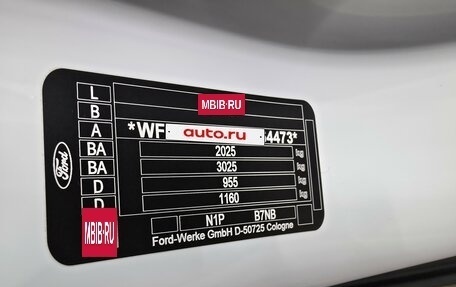 L
MBIB.RU
B
A
*WF auto.ru 4473*
BA 2025 kg
BA 3025 kg
D 955 kg
D 1160 kg
Ford
MBIB.RU
N1P B7NB
Ford-Werke GmbH D-50725 Cologne